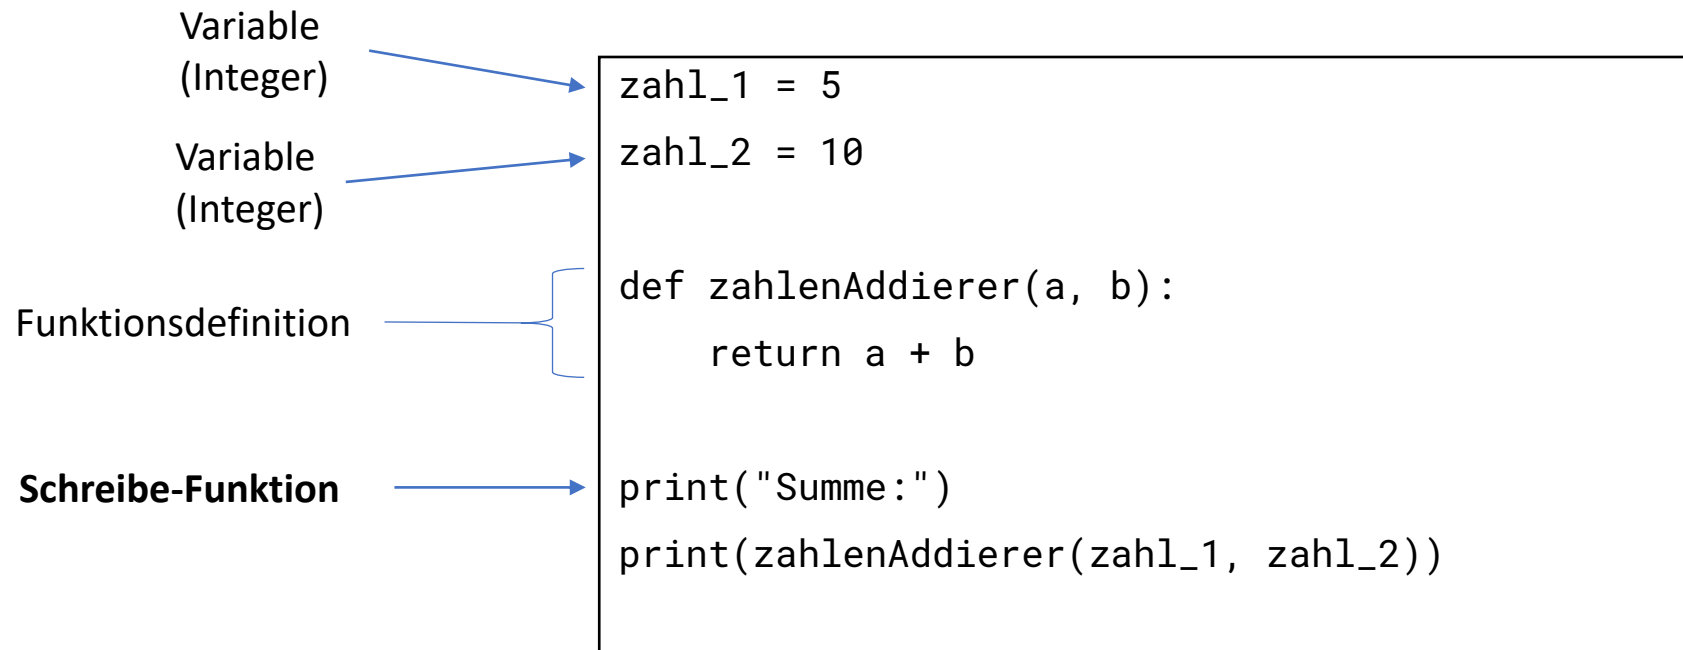 Variable
(Integer)
zahl_1 = 5
Variable
(Integer)
zahl_2 = 10
Funktionsdefinition
def zahlenAddierer(a, b):
    return a + b
Schreibe-Funktion
print("Summe:")
print(zahlenAddierer(zahl_1, zahl_2))